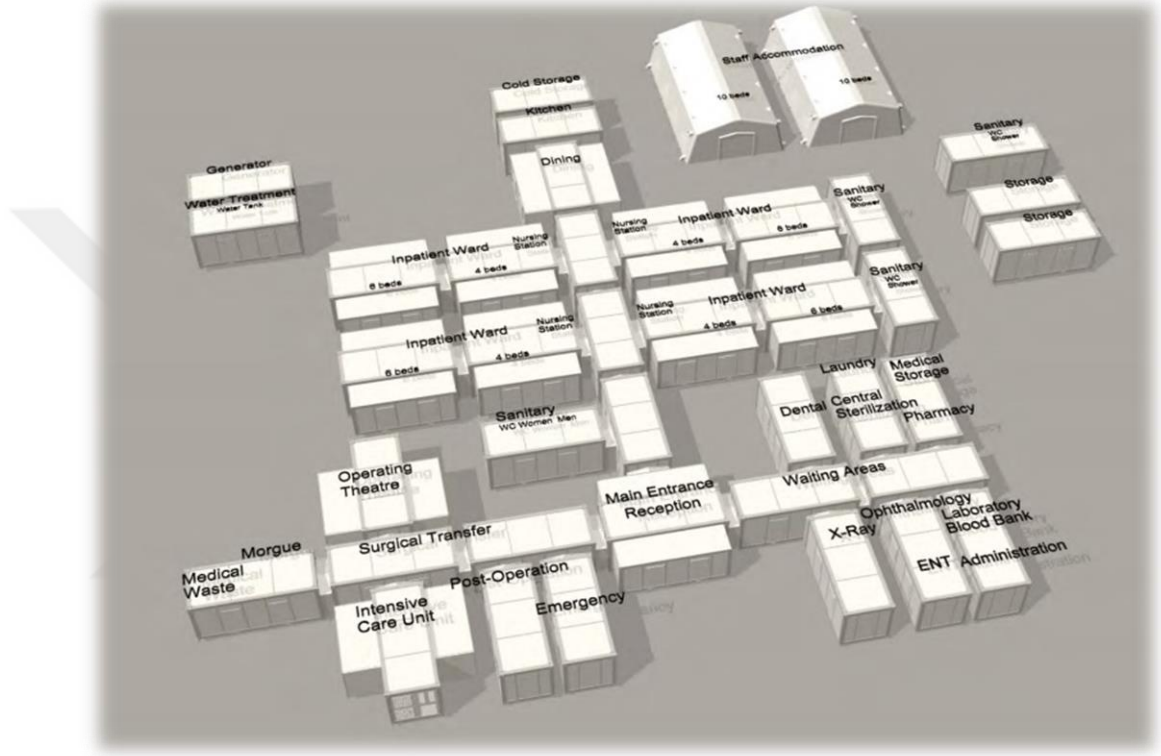 Staff Accommodation
10 beds
10 beds
Cold Storage
Kitchen
Dining
Sanitary
WC
Shower
Storage
Storage
Generator
Water Treatment
Water Tank
Inpatient Ward
Nursing
Station
6 beds
4 beds
Nursing
Station
Inpatient Ward
4 beds
6 beds
Sanitary
WC
Shower
Inpatient Ward
Nursing
Station
6 beds
4 beds
Nursing
Station
Inpatient Ward
4 beds
6 beds
Sanitary
WC
Shower
Sanitary
WC Women Men
Laundry
Medical
Storage
Dental
Central
Sterilization
Pharmacy
Operating
Theatre
Main Entrance
Reception
Waiting Areas
Surgical Transfer
Morgue
Medical
Waste
Intensive
Care Unit
Post-Operation
Emergency
X-Ray
Ophthalmology
Laboratory
Blood Bank
ENT
Administration